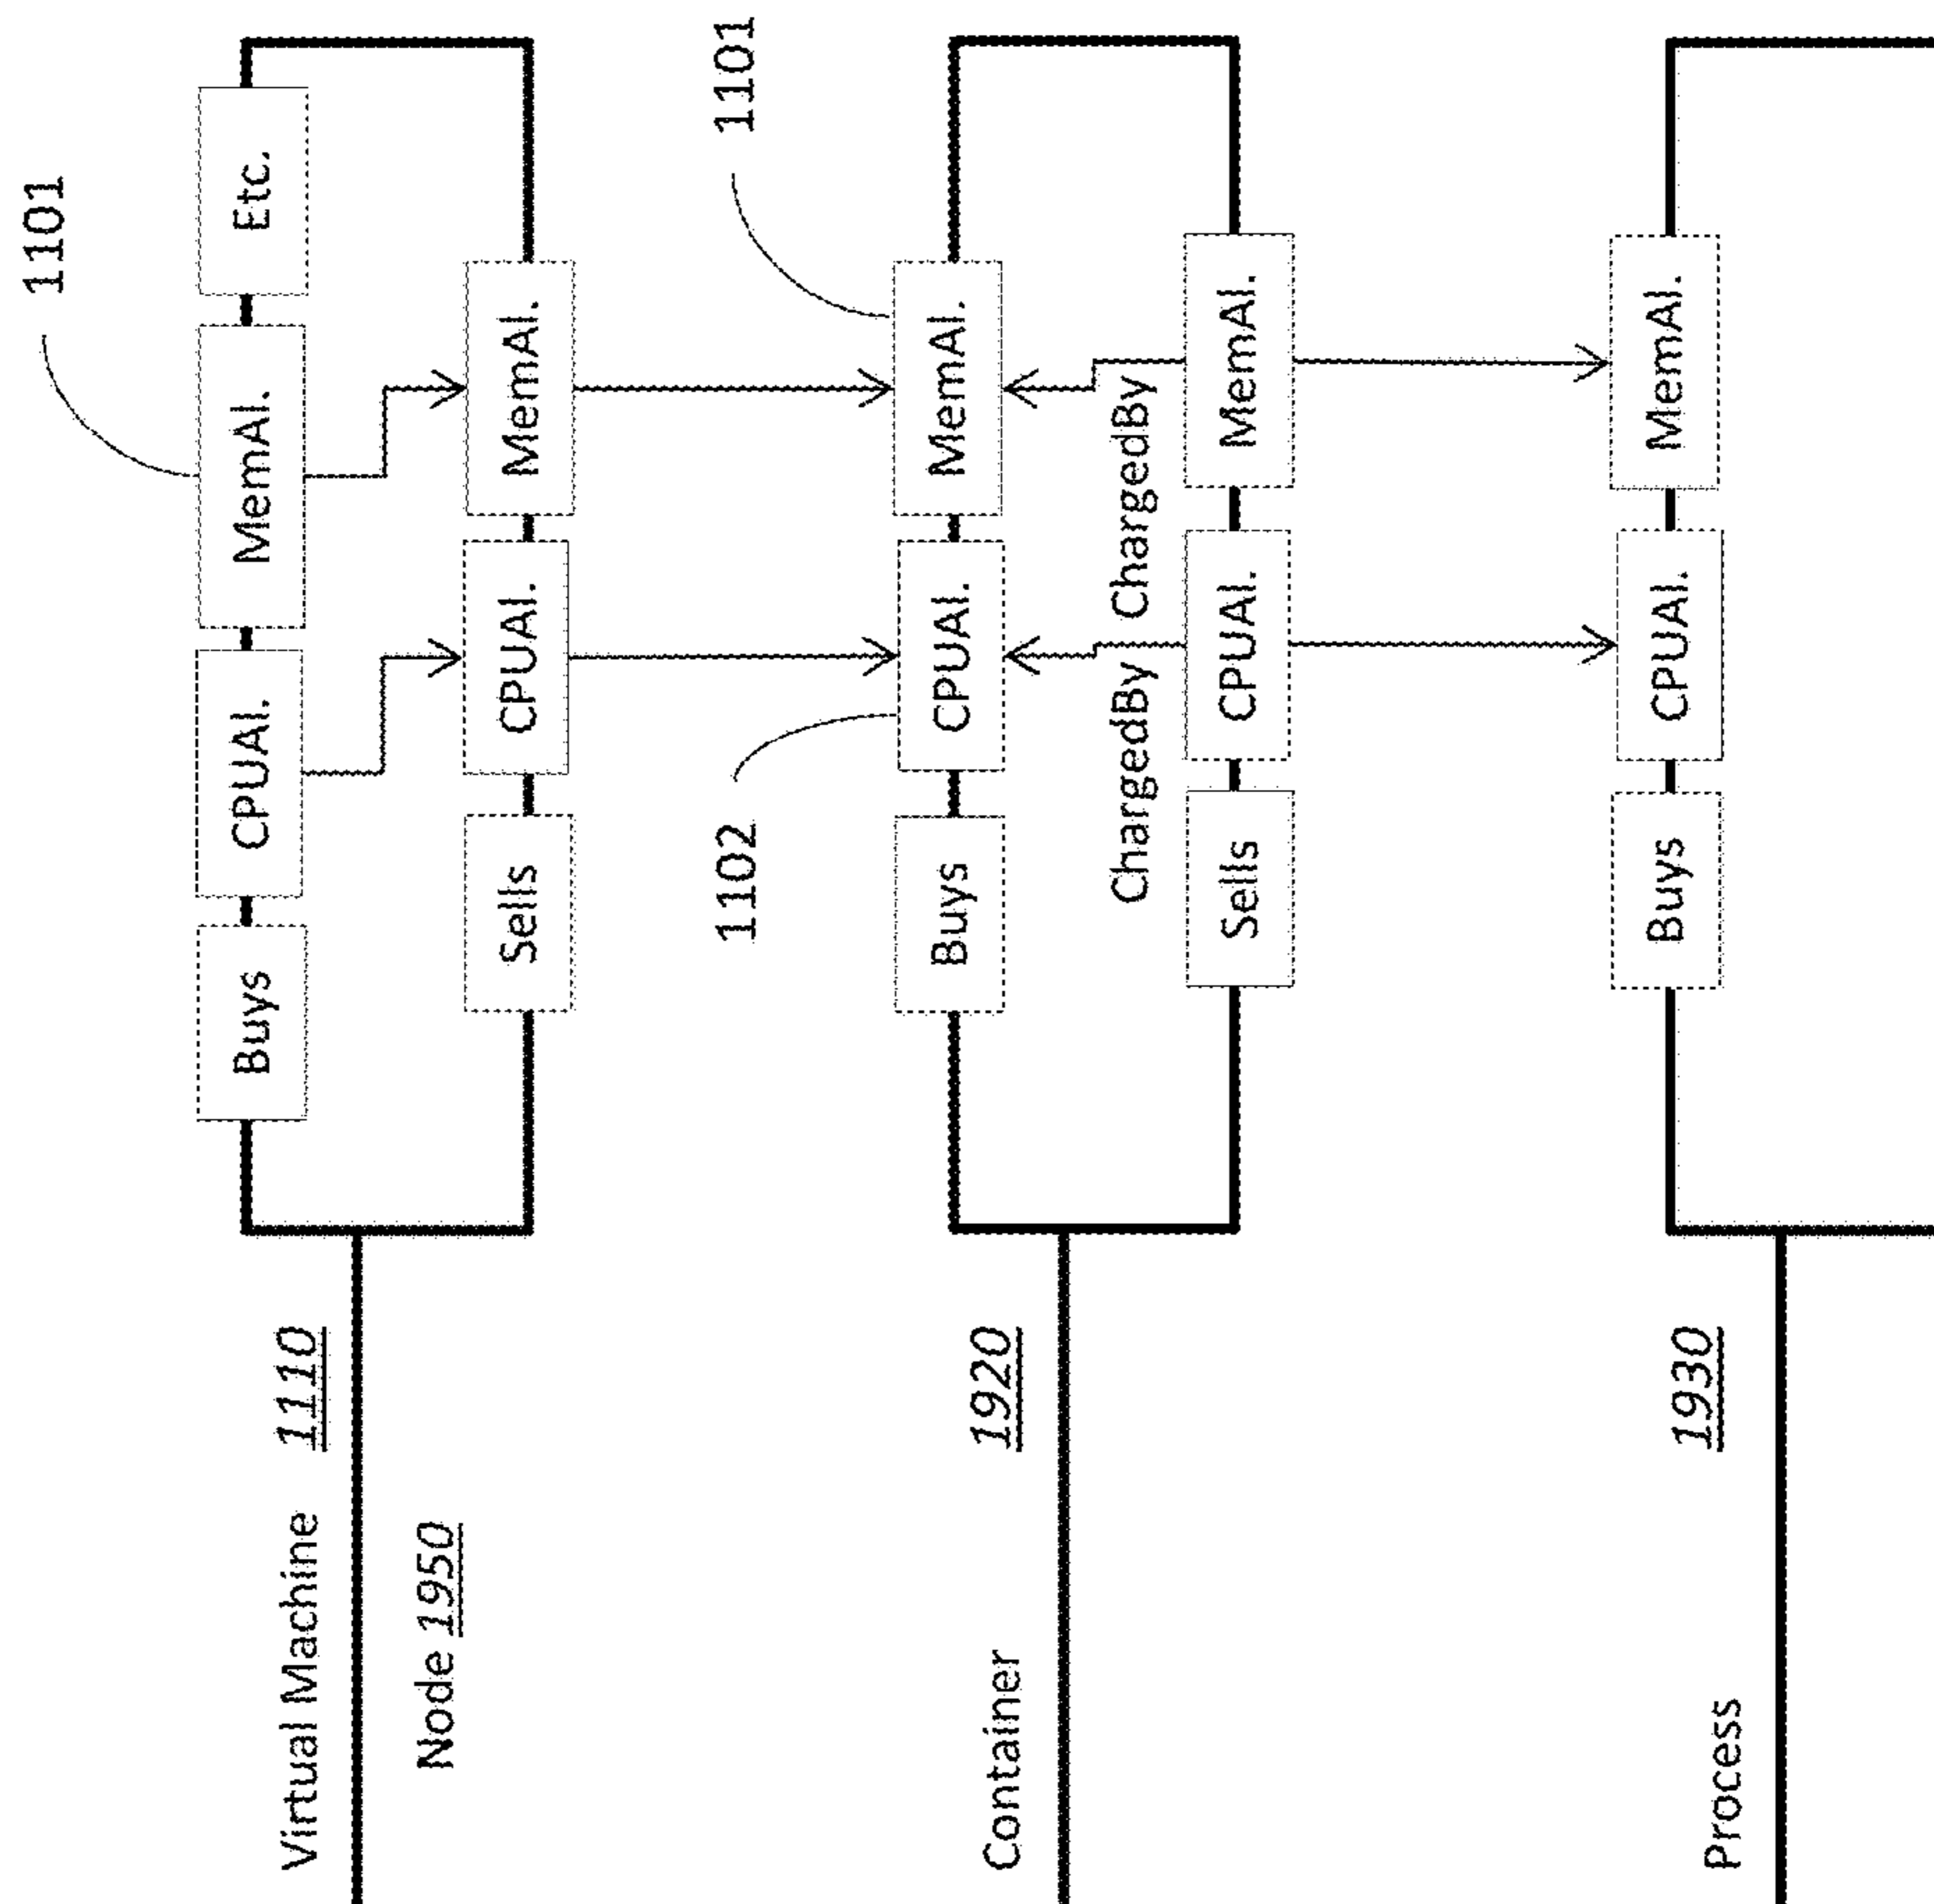 1101
Virtual Machine 1110
Buys CPUAl. MemAl. Etc.
Node 1950
Sells CPUAl. MemAl.
1102 1101
Container 1920
Buys CPUAl. MemAl.
ChargedBy ChargedBy
Sells CPUAl. MemAl.
Process 1930
Buys CPUAl. MemAl.